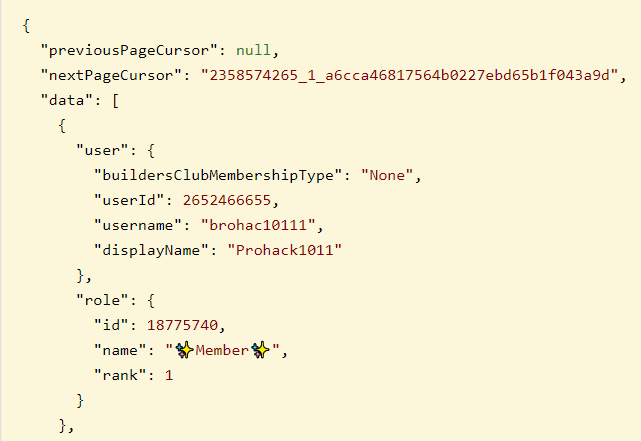 {
"previousPageCursor": null,
"nextPageCursor": "2358574265_1_a6cca46817564b0227ebd65b1f043a9d",
"data": [
{
"user": {
"buildersClubMembershipType": "None",
"userId": 2652466655,
"username": "brohac10111",
"displayName": "Prohack1011"
},
"role": {
"id": 18775740,
"name": "✨Member✨",
"rank": 1
}
},